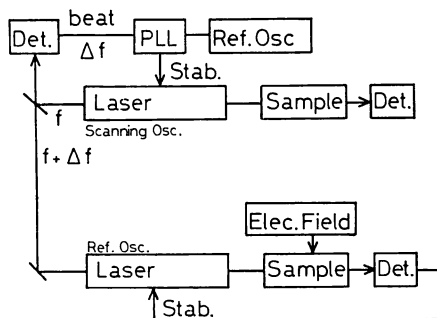 beat
Det. Δf PLL Ref.Osc
Stab.
f Laser Sample Det.
Scanning Osc.
f+Δf
Elec.Field
Ref. Osc.
Laser Sample Det.
Stab.